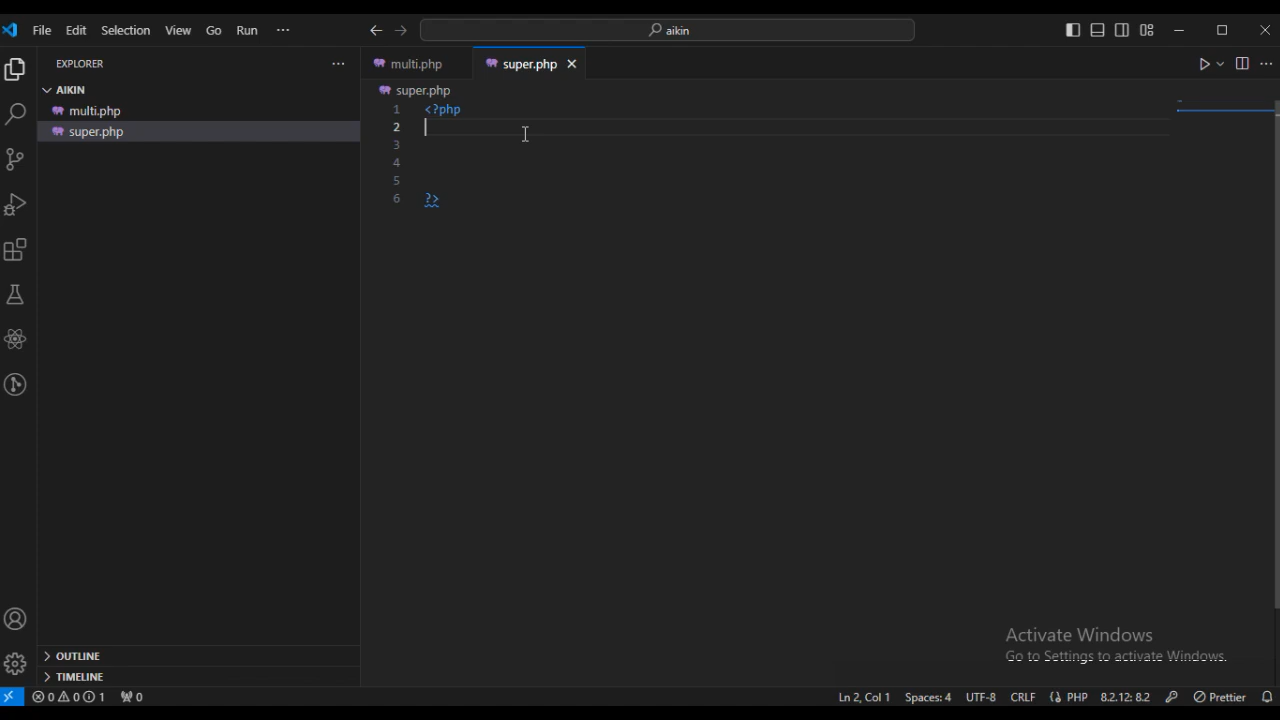 File Edit Selection View Go Run ···
aikin
EXPLORER ···
AIKIN
multi.php
super.php
OUTLINE
TIMELINE
multi.php
super.php
super.php
1 <?php
2
3
4
5
6 ?>
Activate Windows
Go to Settings to activate Windows.
0 0 1 0
Ln 2, Col 1 Spaces: 4 UTF-8 CRLF PHP 8.2.12: 8.2 Prettier